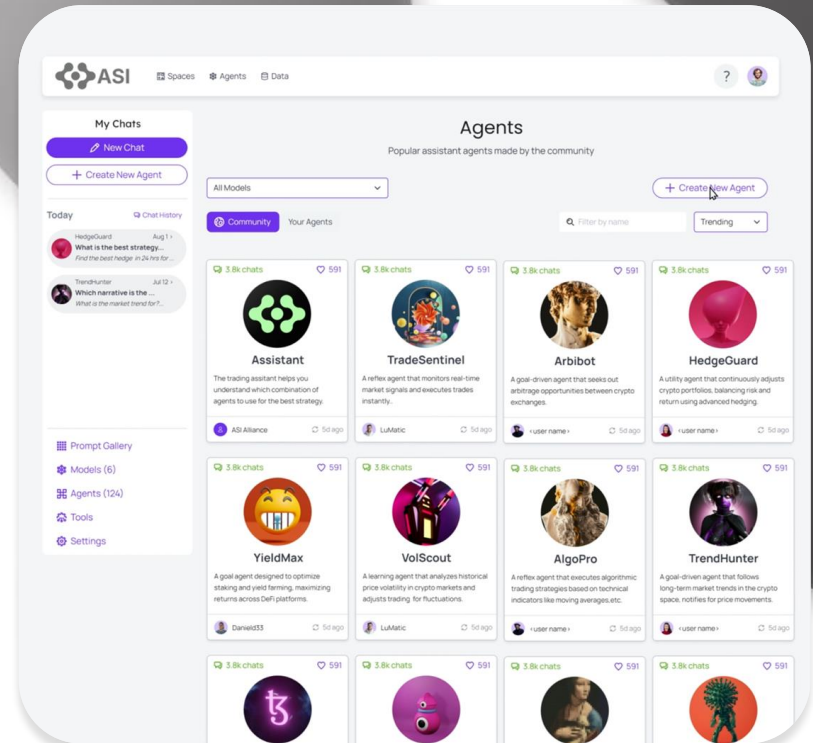 ASI
Spaces
Agents
Data
?
My Chats
New Chat
+ Create New Agent
Today
Chat History
HedgeGuard
Aug 1 ›
What is the best strategy...
Find the best hedge in 24 hrs for ...
TrendHunter
Jul 12 ›
Which narrative is the ...
What is the market trend for?...
Prompt Gallery
Models (6)
Agents (124)
Tools
Settings
Agents
Popular assistant agents made by the community
All Models
+ Create New Agent
Community
Your Agents
Filter by name
Trending
3.8k chats
591
Assistant
The trading assitant helps you
understand which combination of
agents to use for the best strategy.
ASI Alliance
5d ago
3.8k chats
591
TradeSentinel
A reflex agent that monitors real-time
market signals and executes trades
instantly..
LuMatic
5d ago
3.8k chats
591
Arbibot
A goal-driven agent that seeks out
arbitrage opportunities between crypto
exchanges.
<user name>
5d ago
3.8k chats
591
HedgeGuard
A utility agent that continuously adjusts
crypto portfolios, balancing risk and
return using advanced hedging.
<user name>
5d ago
3.8k chats
591
YieldMax
A goal agent designed to optimize
staking and yield farming, maximizing
returns across DeFi platforms.
Danield33
5d ago
3.8k chats
591
VolScout
A learning agent that analyzes historical
price volatility in crypto markets and
adjusts trading. for fluctuations.
LuMatic
5d ago
3.8k chats
591
AlgoPro
A reflex agent that executes algorithmic
trading strategies based on technical
indicators like moving averages,etc.
<user name>
5d ago
3.8k chats
591
TrendHunter
A goal-driven agent that follows
long-term market trends in the crypto
space, notifies for price movements.
<user name>
5d ago
3.8k chats
591
3.8k chats
591
3.8k chats
591
3.8k chats
591